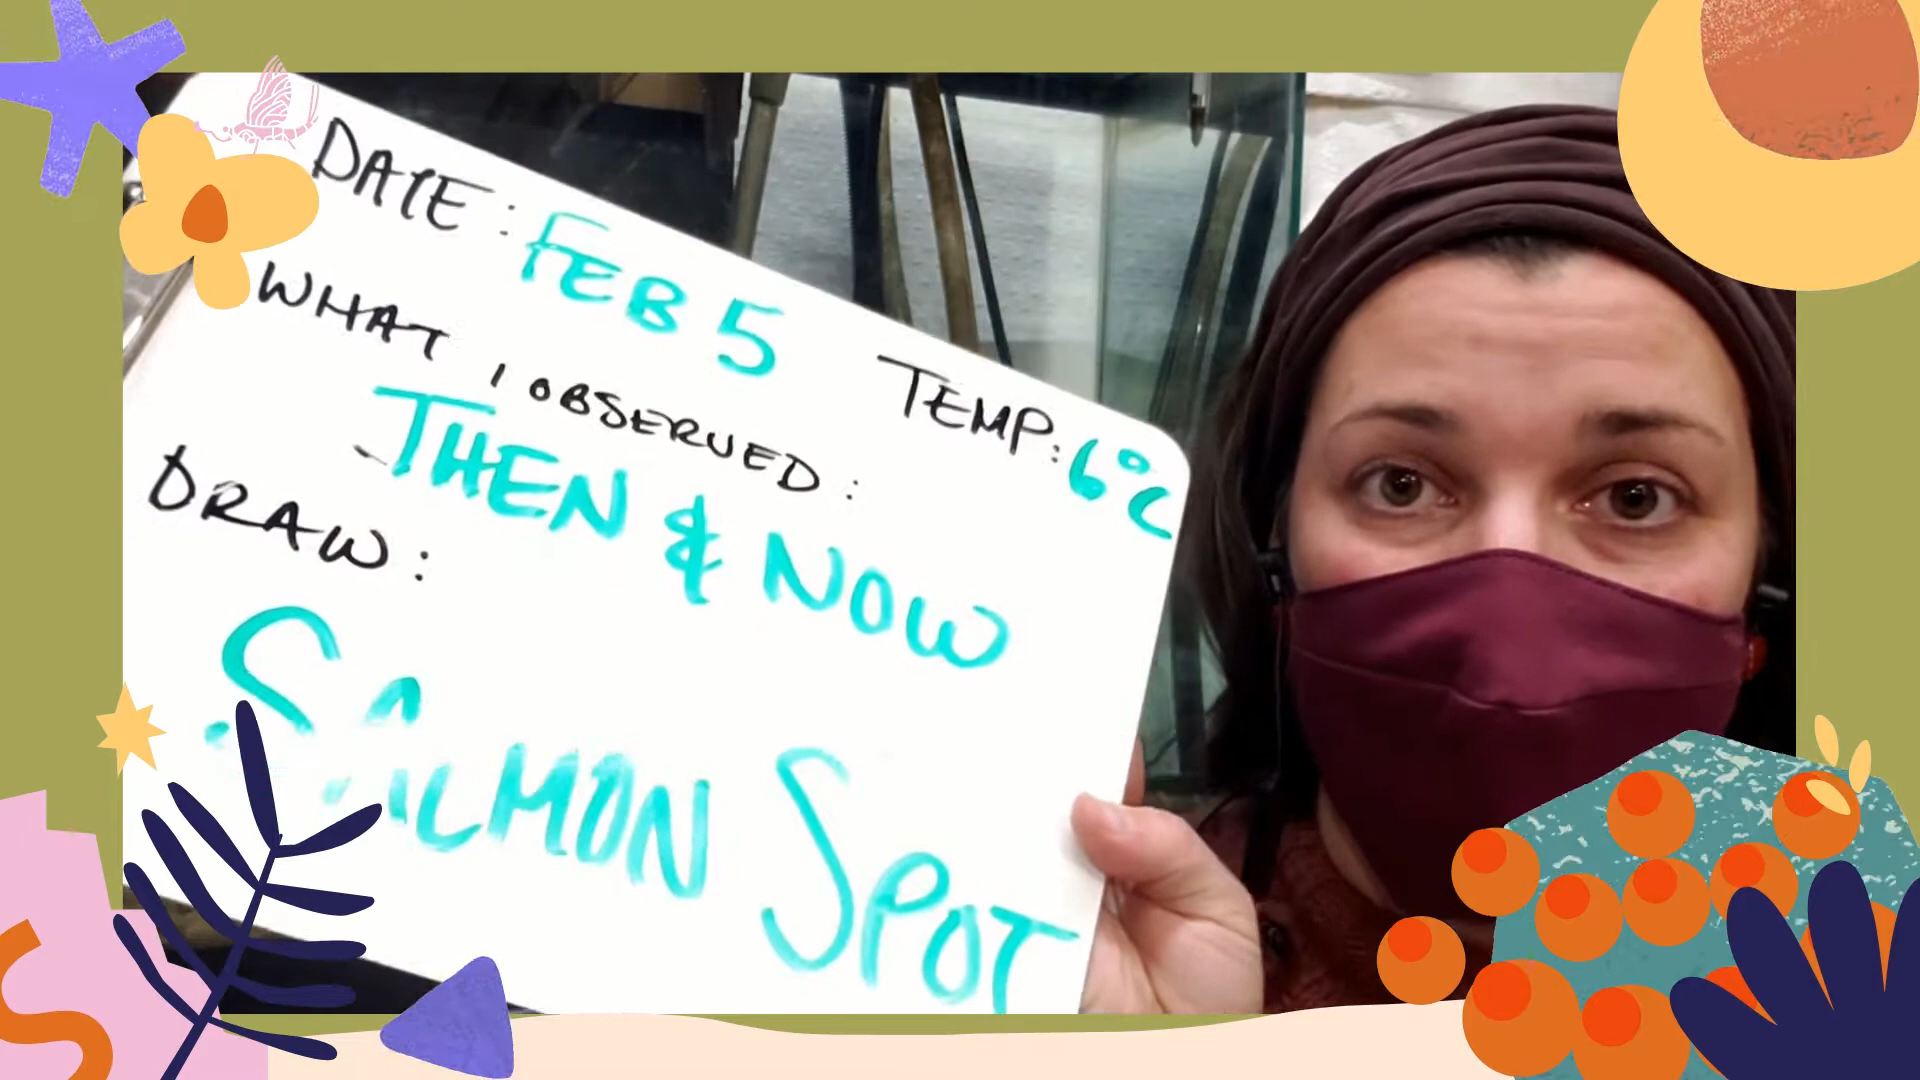 DATE: FEB 5 TEMP: 6°C
WHAT I OBSERVED:
THEN & NOW
DRAW:
SALMON SPOT